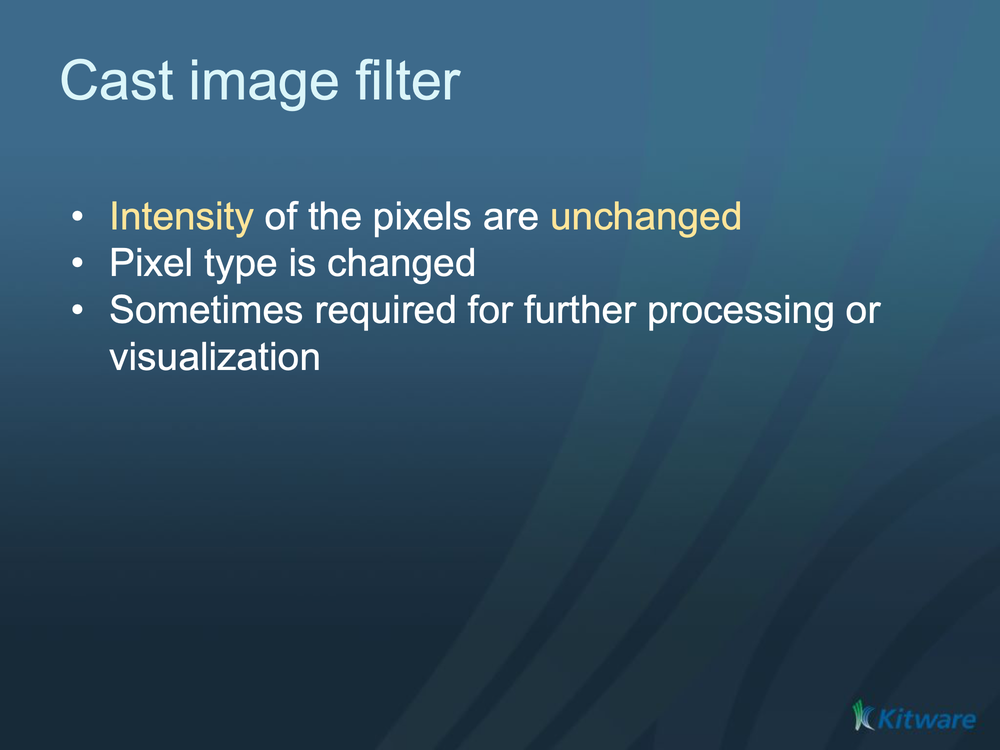 Cast image filter
• Intensity of the pixels are unchanged
• Pixel type is changed
• Sometimes required for further processing or
visualization
Kitware